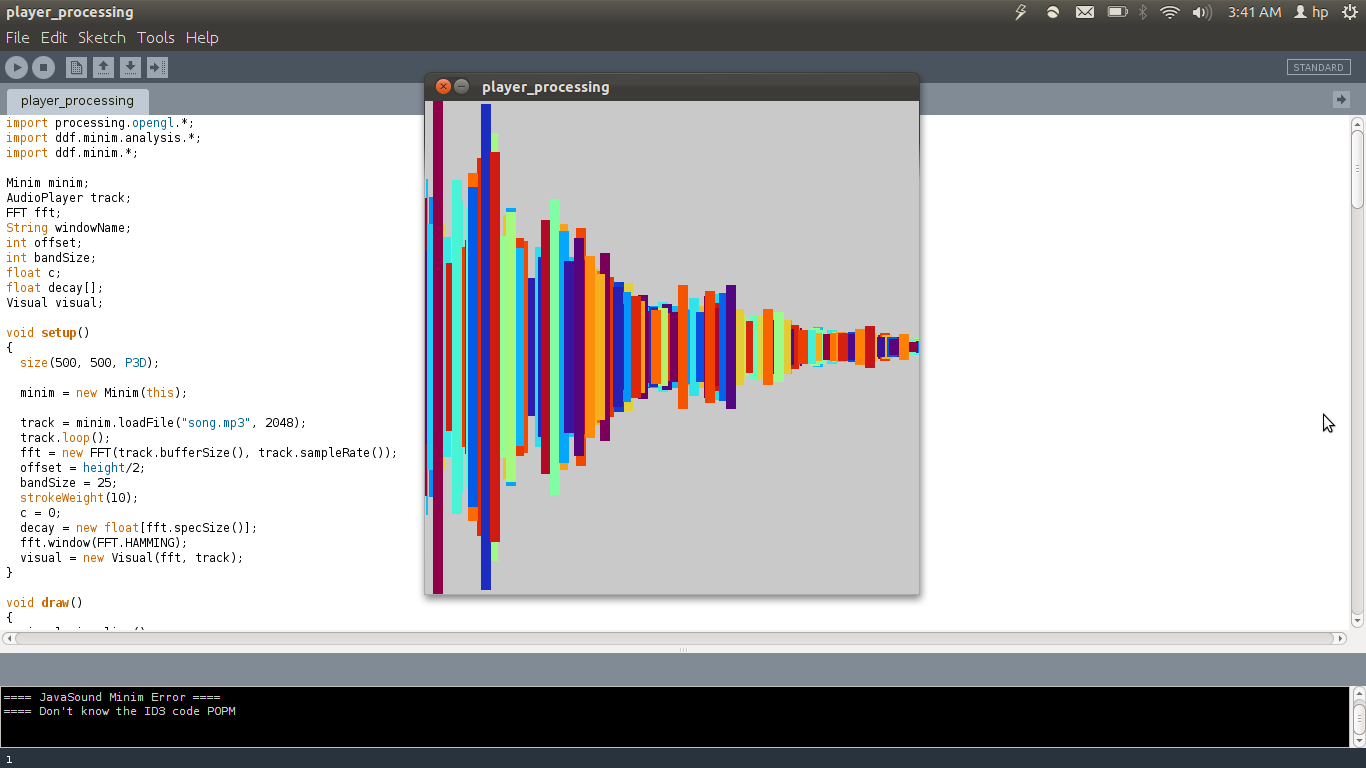 player_processing
3:41 AM hp
File Edit Sketch Tools Help
STANDARD
player_processing
player_processing
import processing.opengl.*;
import ddf.minim.analysis.*;
import ddf.minim.*;
Minim minim;
AudioPlayer track;
FFT fft;
String windowName;
int offset;
int bandSize;
float c;
float decay[];
Visual visual;
void setup()
{
size(500, 500, P3D);
minim = new Minim(this);
track = minim.loadFile("song.mp3", 2048);
track.loop();
fft = new FFT(track.bufferSize(), track.sampleRate());
offset = height/2;
bandSize = 25;
strokeWeight(10);
c = 0;
decay = new float[fft.specSize()];
fft.window(FFT.HAMMING);
visual = new Visual(fft, track);
}
void draw()
{
==== JavaSound Minim Error ====
==== Don't know the ID3 code POPM
1